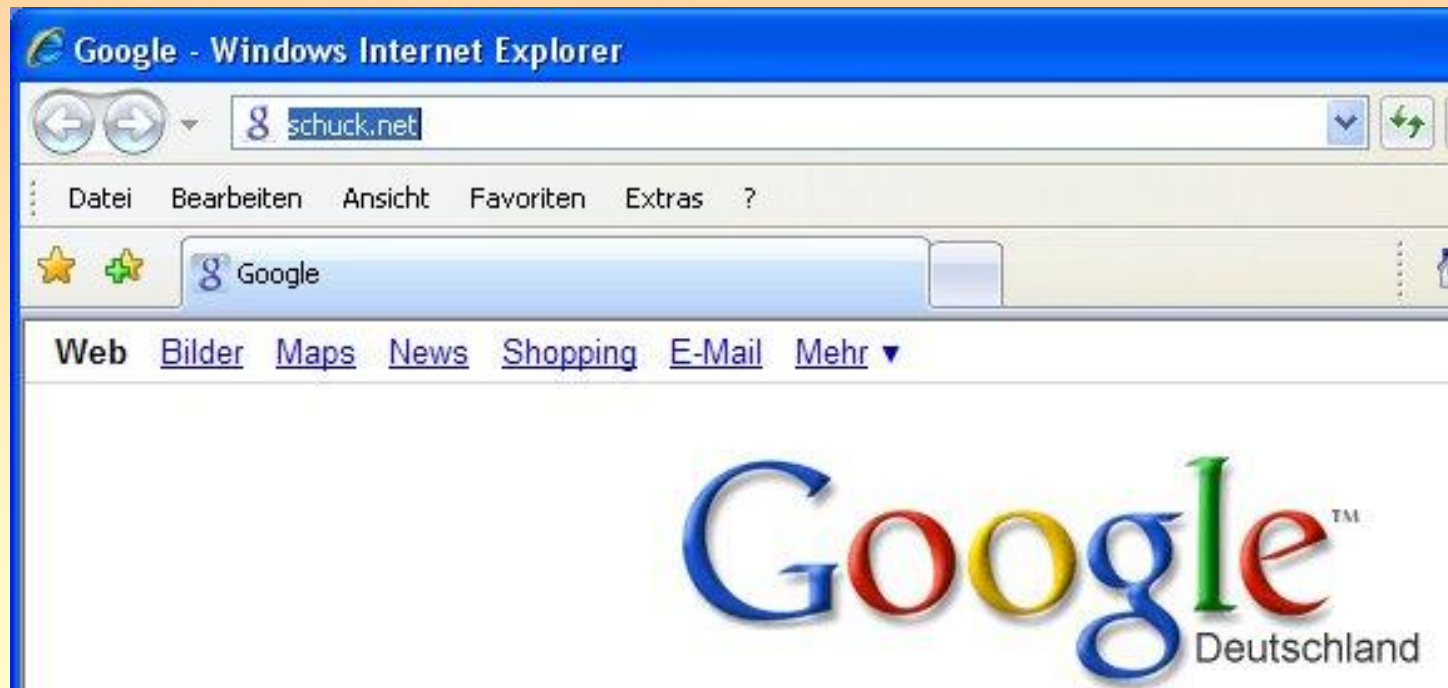 Google - Windows Internet Explorer
schuck.net
Datei Bearbeiten Ansicht Favoriten Extras ?
Google
Web Bilder Maps News Shopping E-Mail Mehr ▼
Google™
Deutschland